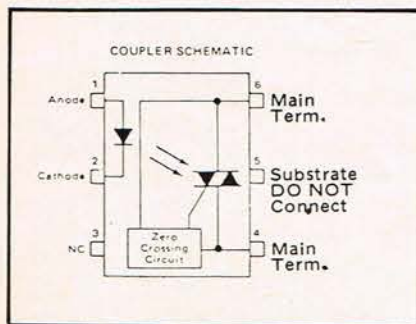 COUPLER SCHEMATIC
1
Anode
6
Main
Term.
2
Cathode
5
Substrate
DO NOT
Connect
3
NC
Zero
Crossing
Circuit
4
Main
Term.